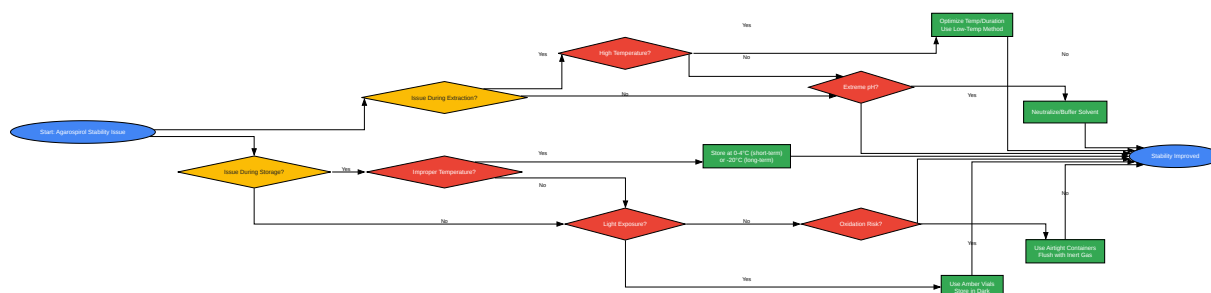 Start: Agarospirol Stability Issue
Issue During Extraction?
Yes
High Temperature?
Yes
Optimize Temp/Duration
Use Low-Temp Method
No
No
Extreme pH?
No
Yes
Neutralize/Buffer Solvent
Stability Improved
Issue During Storage?
Yes
Improper Temperature?
Yes
Store at 0-4°C (short-term)
or -20°C (long-term)
No
No
Light Exposure?
No
Oxidation Risk?
No
Yes
Use Airtight Containers
Flush with Inert Gas
Yes
Use Amber Vials
Store in Dark